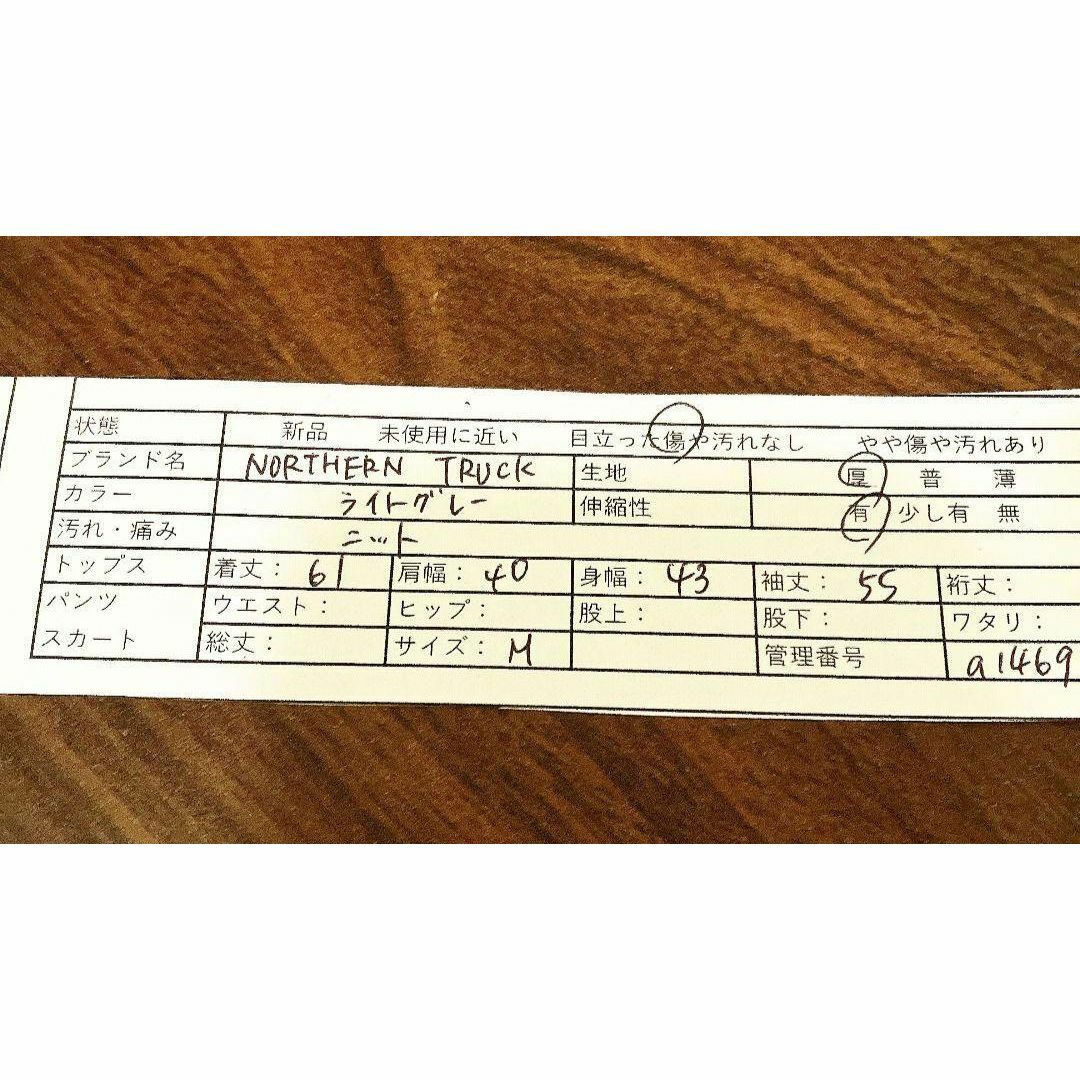 状態 新品 未使用に近い 目立った傷や汚れなし やや傷や汚れあり
ブランド名 NORTHERN TRUCK 生地 厚 普 薄
カラー ライトグレー 伸縮性 有 少し有 無
汚れ・痛み ニット
トップス 着丈: 61 肩幅: 40 身幅: 43 袖丈: 55 裄丈:
パンツ ウエスト: ヒップ: 股上: 股下: ワタリ:
スカート 総丈: サイズ: M 管理番号 a1469